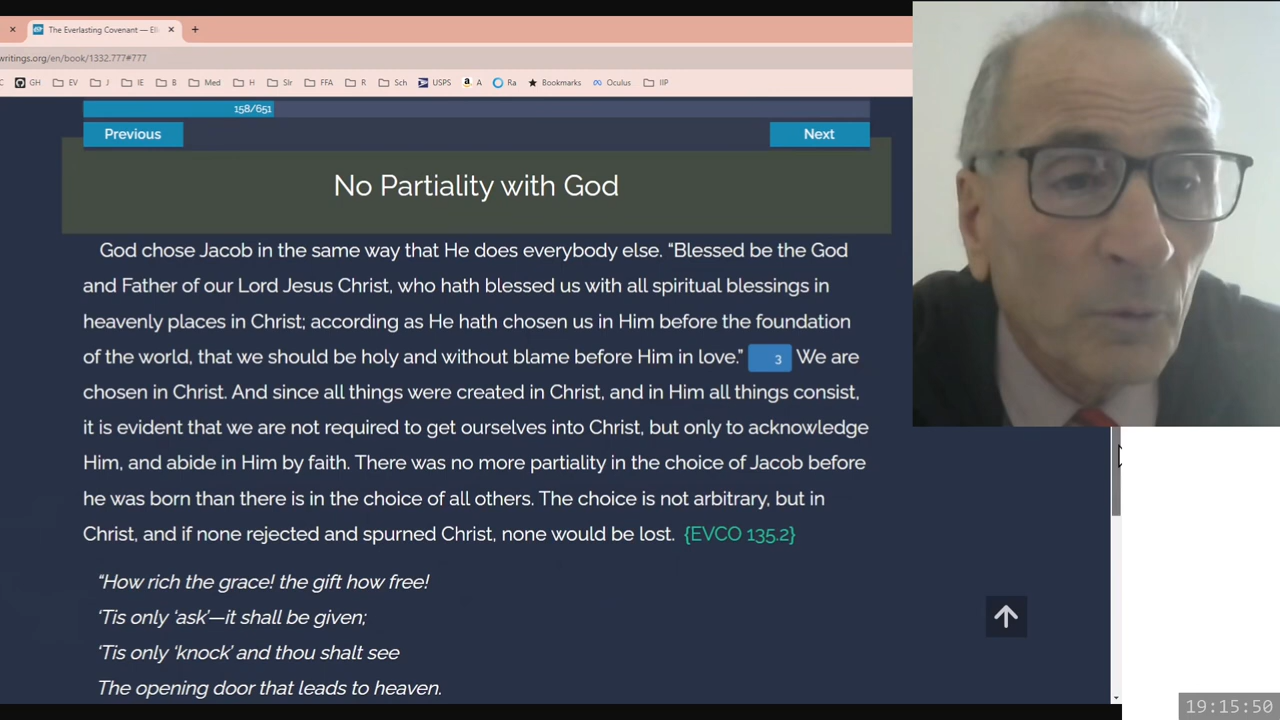 The Everlasting Covenant — Ell
writings.org/en/book/1332.777#777
GH EV J IE B Med H Slr FFA R Sch USPS A Ra Bookmarks Oculus IIP
158/651
Previous Next
No Partiality with God
God chose Jacob in the same way that He does everybody else. “Blessed be the God
and Father of our Lord Jesus Christ, who hath blessed us with all spiritual blessings in
heavenly places in Christ; according as He hath chosen us in Him before the foundation
of the world, that we should be holy and without blame before Him in love.” 3 We are
chosen in Christ. And since all things were created in Christ, and in Him all things consist,
it is evident that we are not required to get ourselves into Christ, but only to acknowledge
Him, and abide in Him by faith. There was no more partiality in the choice of Jacob before
he was born than there is in the choice of all others. The choice is not arbitrary, but in
Christ, and if none rejected and spurned Christ, none would be lost. {EVCO 135.2}
“How rich the grace! the gift how free!
‘Tis only ‘ask’—it shall be given;
‘Tis only ‘knock’ and thou shalt see
The opening door that leads to heaven.
19:15:50